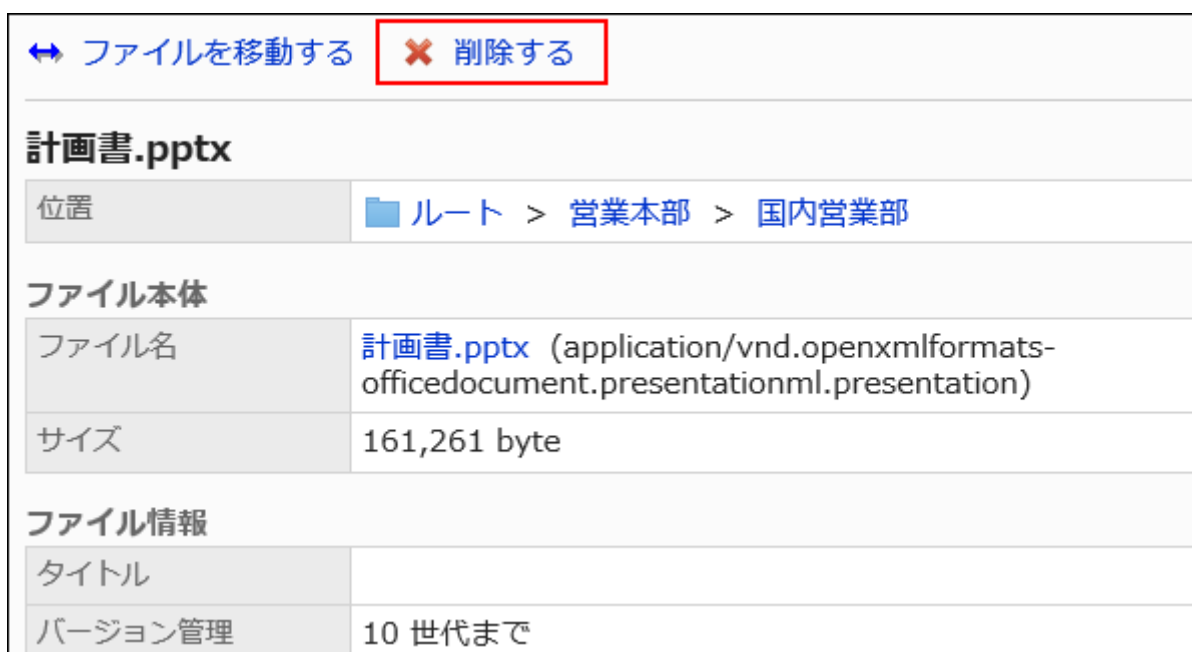 ファイルを移動する 削除する
計画書.pptx
位置 ルート > 営業本部 > 国内営業部
ファイル本体
ファイル名 計画書.pptx (application/vnd.openxmlformats-
officedocument.presentationml.presentation)
サイズ 161,261 byte
ファイル情報
タイトル
バージョン管理 10 世代まで